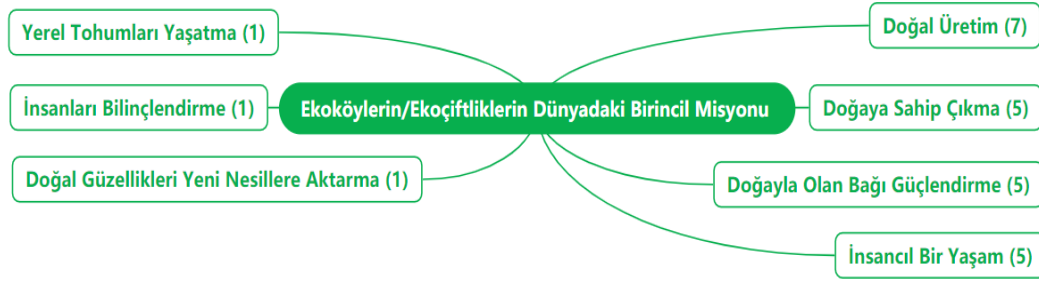 Yerel Tohumları Yaşatma (1)
İnsanları Bilinçlendirme (1)
Doğal Güzellikleri Yeni Nesillere Aktarma (1)
Ekoköylerin/Ekoçiftliklerin Dünyadaki Birincil Misyonu
Doğal Üretim (7)
Doğaya Sahip Çıkma (5)
Doğayla Olan Bağı Güçlendirme (5)
İnsancıl Bir Yaşam (5)